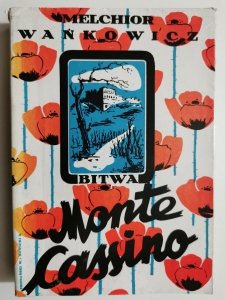 MELCHIOR
WAŃKOWICZ
BITWA
Monte
Cassino